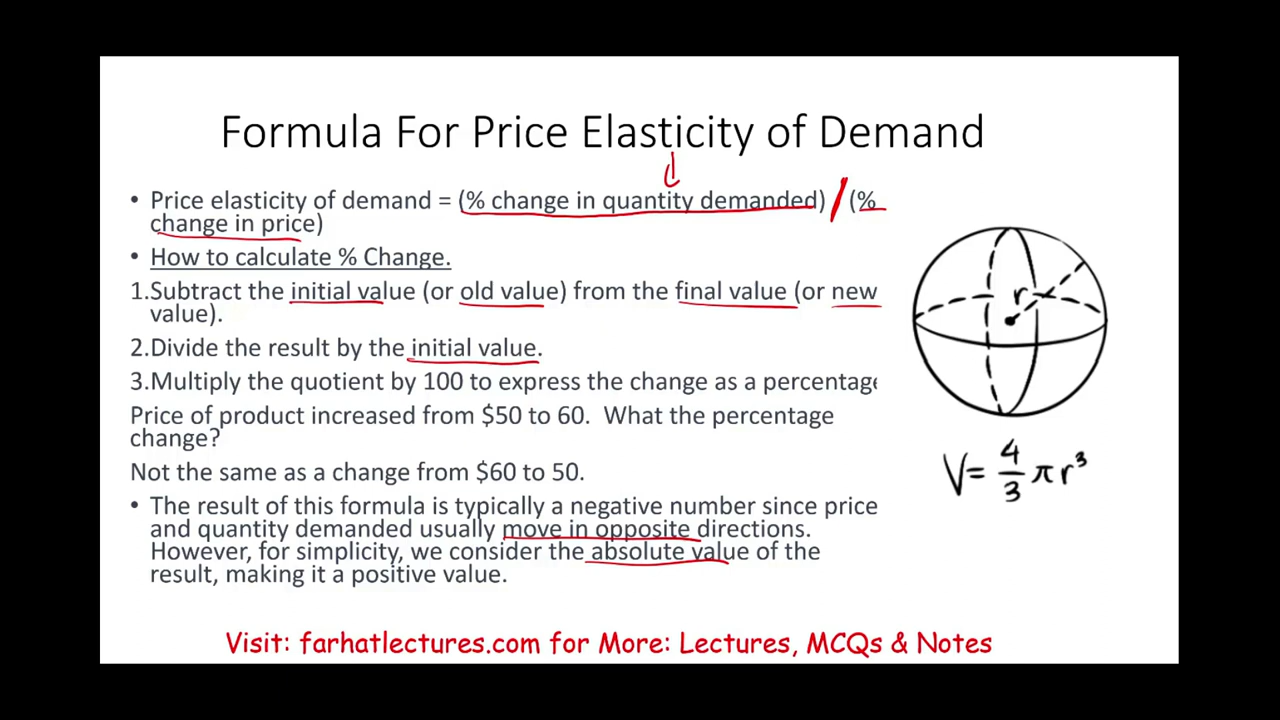 Formula For Price Elasticity of Demand
• Price elasticity of demand = (% change in quantity demanded) / (%
change in price)
• How to calculate % Change.
1.Subtract the initial value (or old value) from the final value (or new
value).
2.Divide the result by the initial value.
3.Multiply the quotient by 100 to express the change as a percentage
Price of product increased from $50 to 60.  What the percentage
change?
Not the same as a change from $60 to 50.
• The result of this formula is typically a negative number since price
and quantity demanded usually move in opposite directions.
However, for simplicity, we consider the absolute value of the
result, making it a positive value.
r
V= 4/3 πr³
Visit: farhatlectures.com for More: Lectures, MCQs & Notes